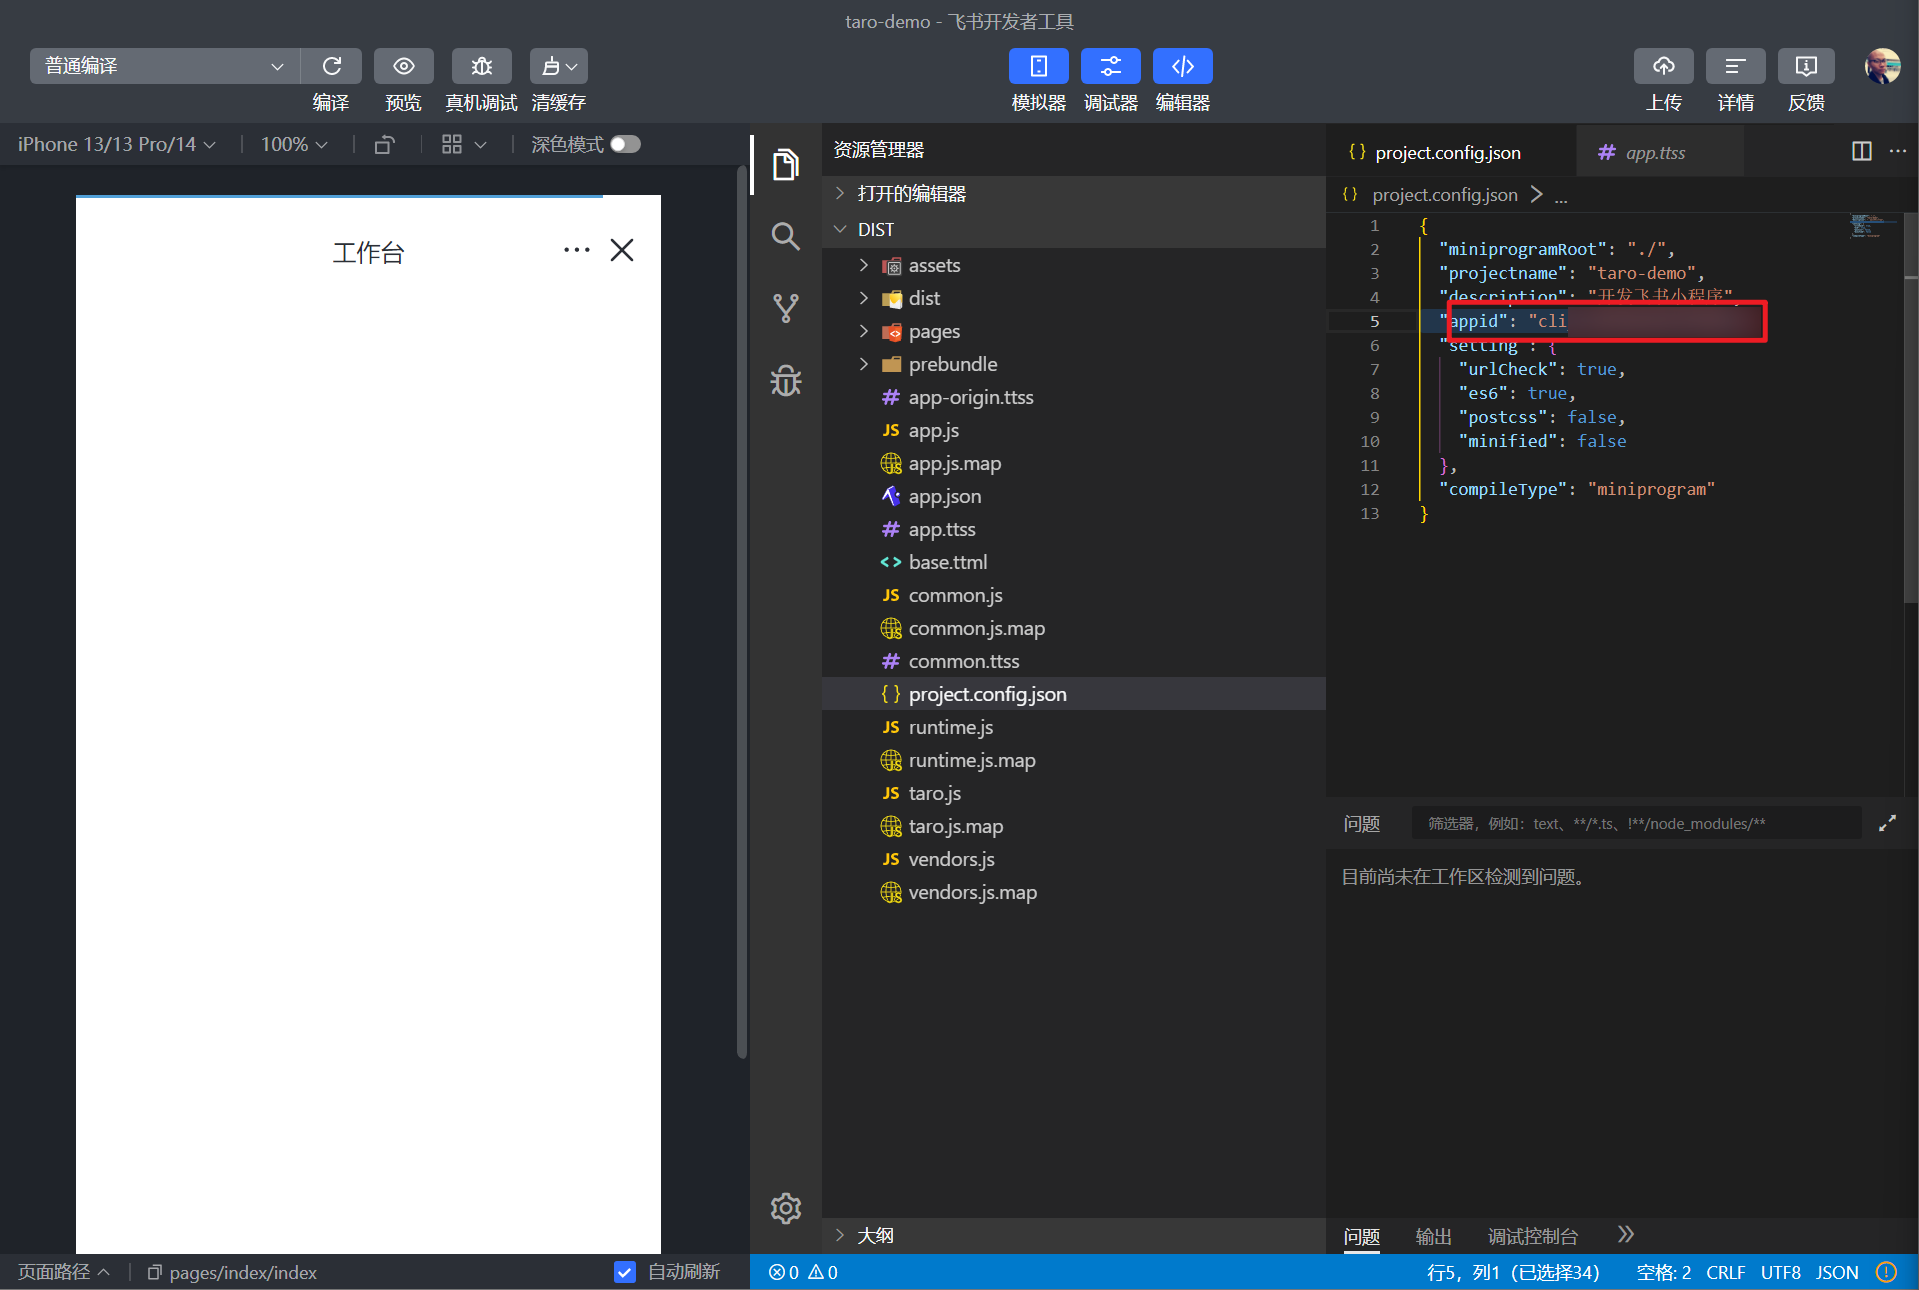 taro-demo - 飞书开发者工具
普通编译
编译
预览
真机调试
清缓存
模拟器
调试器
编辑器
上传
详情
反馈
iPhone 13/13 Pro/14
100%
深色模式
工作台
页面路径
pages/index/index
自动刷新
资源管理器
打开的编辑器
DIST
assets
dist
pages
prebundle
# app-origin.ttss
JS app.js
app.js.map
app.json
# app.ttss
<> base.ttml
JS common.js
common.js.map
# common.ttss
{} project.config.json
JS runtime.js
runtime.js.map
JS taro.js
taro.js.map
JS vendors.js
vendors.js.map
大纲
{} project.config.json
# app.ttss
{} project.config.json > ...
1 {
2 "miniprogramRoot": "./",
3 "projectname": "taro-demo",
4 "description": "开发飞书小程序",
5 "appid": "cli
6 "setting": {
7 "urlCheck": true,
8 "es6": true,
9 "postcss": false,
10 "minified": false
11 },
12 "compileType": "miniprogram"
13 }
问题
筛选器，例如：text、**/*.ts、!**/node_modules/**
目前尚未在工作区检测到问题。
问题
输出
调试控制台
0 0
行5，列1（已选择34）
空格: 2
CRLF
UTF8
JSON